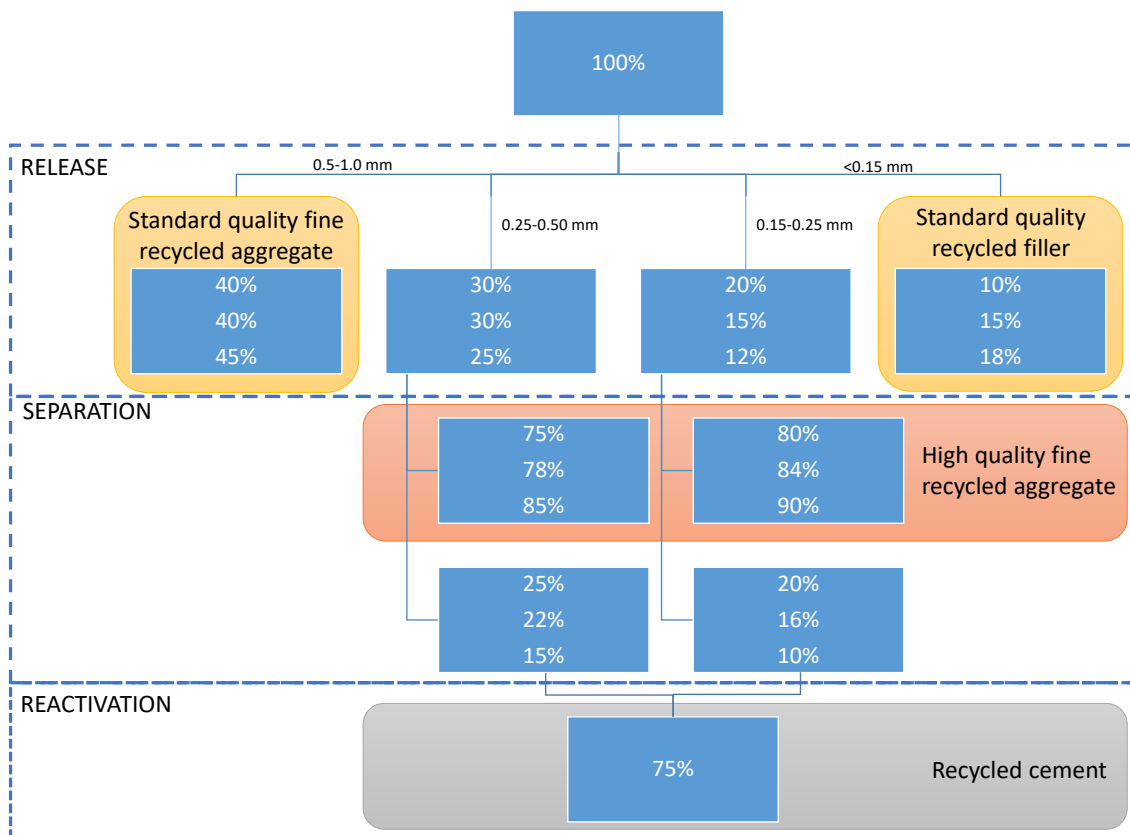 100%
RELEASE
0.5-1.0 mm
<0.15 mm
0.25-0.50 mm
0.15-0.25 mm
Standard quality fine
recycled aggregate
40%
40%
45%
30%
30%
25%
20%
15%
12%
Standard quality
recycled filler
10%
15%
18%
SEPARATION
75%
78%
85%
80%
84%
90%
High quality fine
recycled aggregate
25%
22%
15%
20%
16%
10%
REACTIVATION
75%
Recycled cement